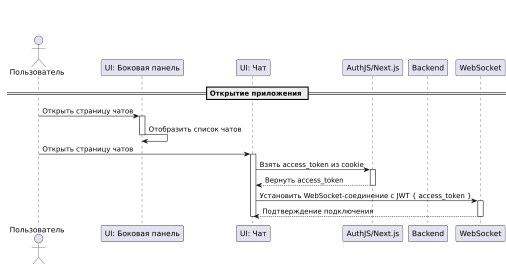 Пользователь
UI: Боковая панель
UI: Чат
AuthJS/Next.js
Backend
WebSocket
Открытие приложения
Открыть страницу чатов
Отобразить список чатов
Открыть страницу чатов
Взять access_token из cookie
Вернуть access_token
Установить WebSocket-соединение с JWT { access_token }
Подтверждение подключения
Пользователь
UI: Боковая панель
UI: Чат
AuthJS/Next.js
Backend
WebSocket